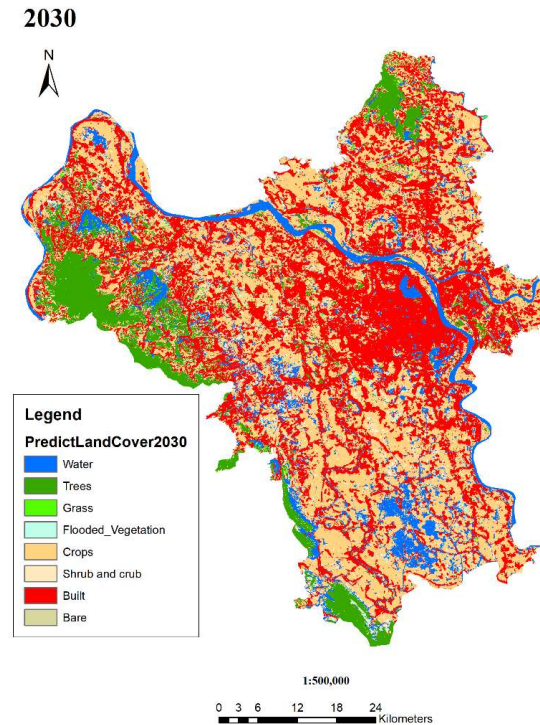 2030
N
Legend
PredictLandCover2030
Water
Trees
Grass
Flooded_Vegetation
Crops
Shrub and crub
Built
Bare
1:500,000
0 3 6 12 18 24
Kilometers